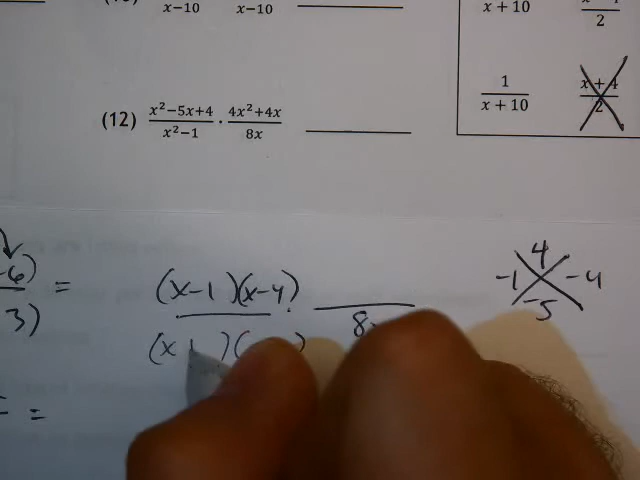 x−10 x−10
x + 10
2
(12) x²−5x+4 / x²−1 · 4x²+4x / 8x
1 / x + 10
x + 4 / 2
-6) =
3)
(x-1)(x-4) ·
(x
8
4
-1 -4
-5
=